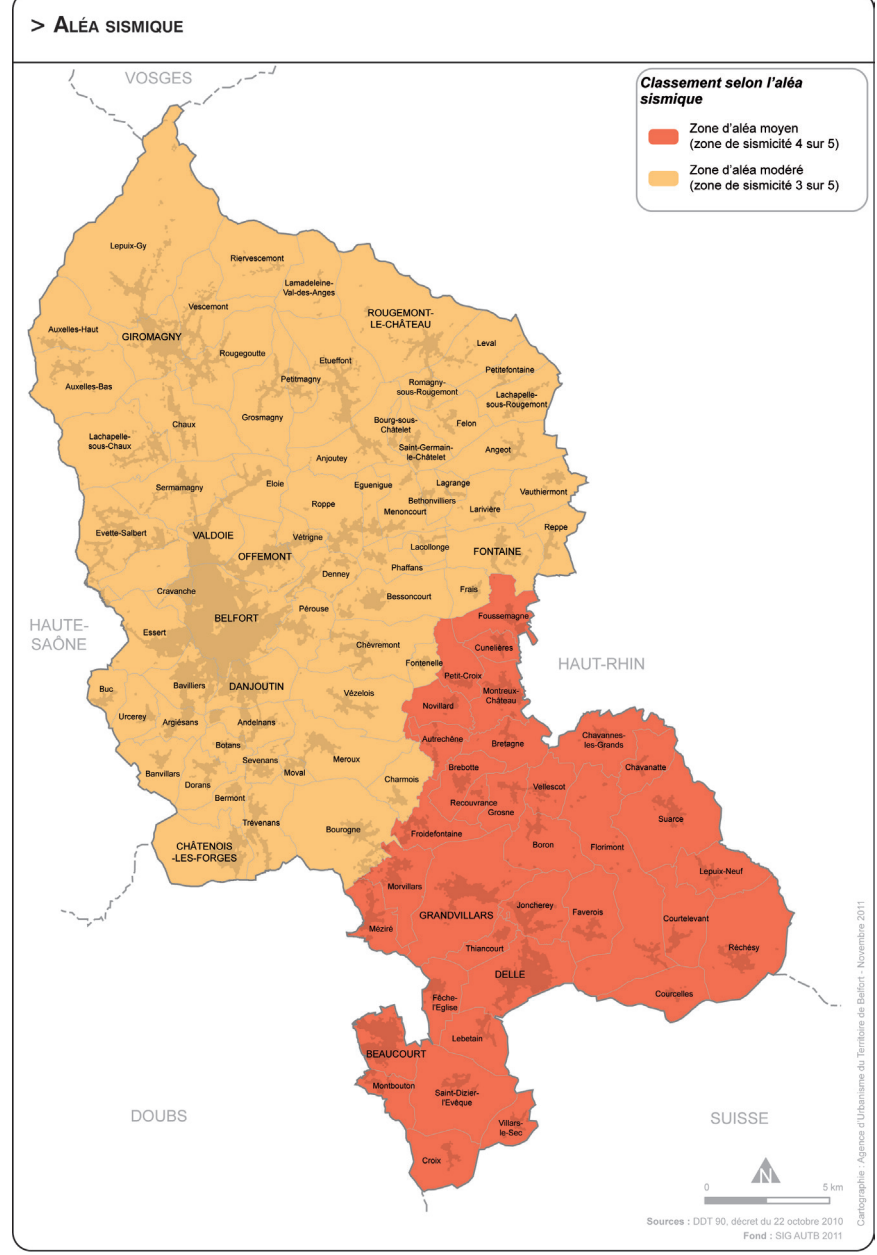 > ALÉA SISMIQUE
VOSGES
Classement selon l'aléa
sismique
Zone d'aléa moyen
(zone de sismicité 4 sur 5)
Zone d'aléa modéré
(zone de sismicité 3 sur 5)
Lepuix-Gy
Riervescemont
Lamadeleine-
Val-des-Anges
Vescemont
ROUGEMONT-
LE-CHÂTEAU
Auxelles-Haut
GIROMAGNY
Leval
Rougegoutte
Etueffont
Petitefontaine
Petitmagny
Auxelles-Bas
Romagny-
sous-Rougemont
Lachapelle-
sous-Rougemont
Grosmagny
Chaux
Bourg-sous-
Châtelet
Felon
Lachapelle-
sous-Chaux
Saint-Germain-
le-Châtelet
Angeot
Anjoutey
Sermamagny
Eloie
Eguenigue
Lagrange
Vauthiermont
Roppe
Bethonvilliers
Menoncourt
Larivière
Reppe
Evette-Salbert
VALDOIE
Vétrigne
OFFEMONT
Lacollonge
FONTAINE
Phaffans
Denney
Cravanche
Bessoncourt
Frais
Pérouse
BELFORT
Foussemagne
HAUTE-
SAÔNE
Essert
Chèvremont
Cunelières
Fontenelle
HAUT-RHIN
Petit-Croix
Buc
Bavilliers
DANJOUTIN
Vézelois
Montreux-
Château
Novillard
Urcerey
Argiésans
Andelnans
Autrechêne
Bretagne
Chavannes-
les-Grands
Botans
Sevenans
Meroux
Brebotte
Chavanatte
Banvillars
Moval
Charmois
Dorans
Vellescot
Bermont
Recouvrance
Grosne
Suarce
Trévenans
Bourogne
Froidefontaine
Boron
Florimont
CHÂTENOIS
-LES-FORGES
Lepuix-Neuf
Morvillars
GRANDVILLARS
Joncherey
Faverois
Courtelevant
Méziré
Thiancourt
Réchésy
DELLE
Courcelles
Fêche-
l'Eglise
Lebetain
BEAUCOURT
Montbouton
Saint-Dizier-
l'Evêque
DOUBS
Villars-
le-Sec
SUISSE
Croix
N
0 5 km
Sources : DDT 90, décret du 22 octobre 2010
Fond : SIG AUTB 2011
Cartographie : Agence d'Urbanisme du Territoire de Belfort - Novembre 2011